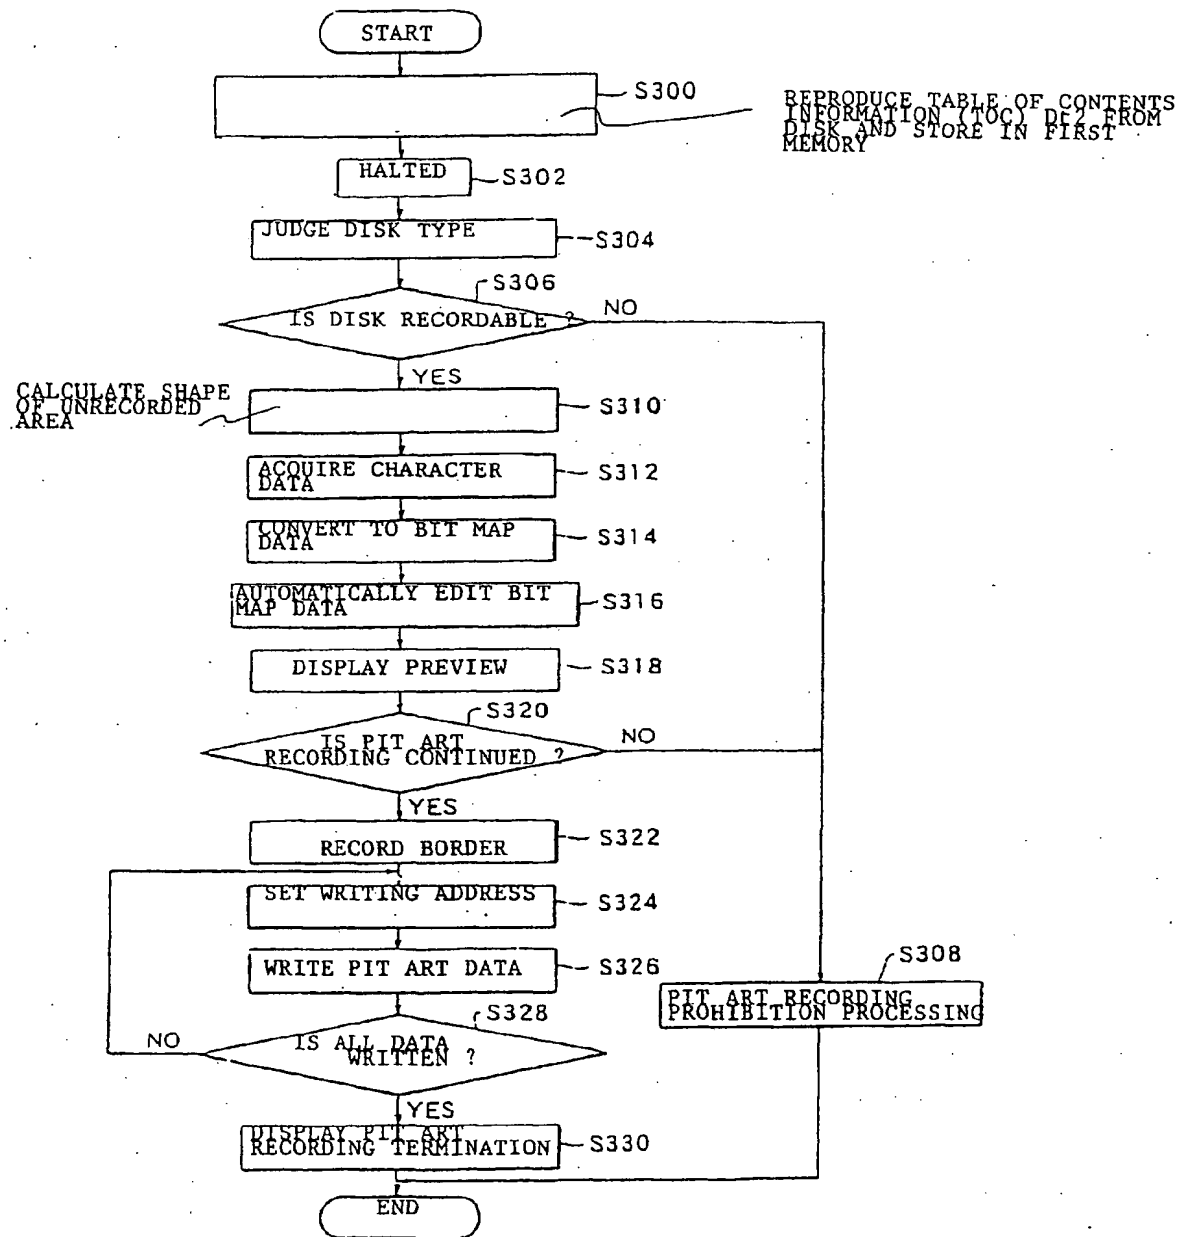 START
S300
REPRODUCE TABLE OF CONTENTS
INFORMATION (TOC) Df2 FROM
DISK AND STORE IN FIRST
MEMORY
HALTED
S302
JUDGE DISK TYPE
S304
S306
IS DISK RECORDABLE ?
NO
YES
CALCULATE SHAPE
OF UNRECORDED
AREA
S310
ACQUIRE CHARACTER
DATA
S312
CONVERT TO BIT MAP
DATA
S314
AUTOMATICALLY EDIT BIT
MAP DATA
S316
DISPLAY PREVIEW
S318
S320
IS PIT ART
RECORDING CONTINUED ?
NO
YES
RECORD BORDER
S322
SET WRITING ADDRESS
S324
WRITE PIT ART DATA
S326
S308
PIT ART RECORDING
PROHIBITION PROCESSING
S328
IS ALL DATA
WRITTEN ?
NO
YES
DISPLAY PIT ART
RECORDING TERMINATION
S330
END